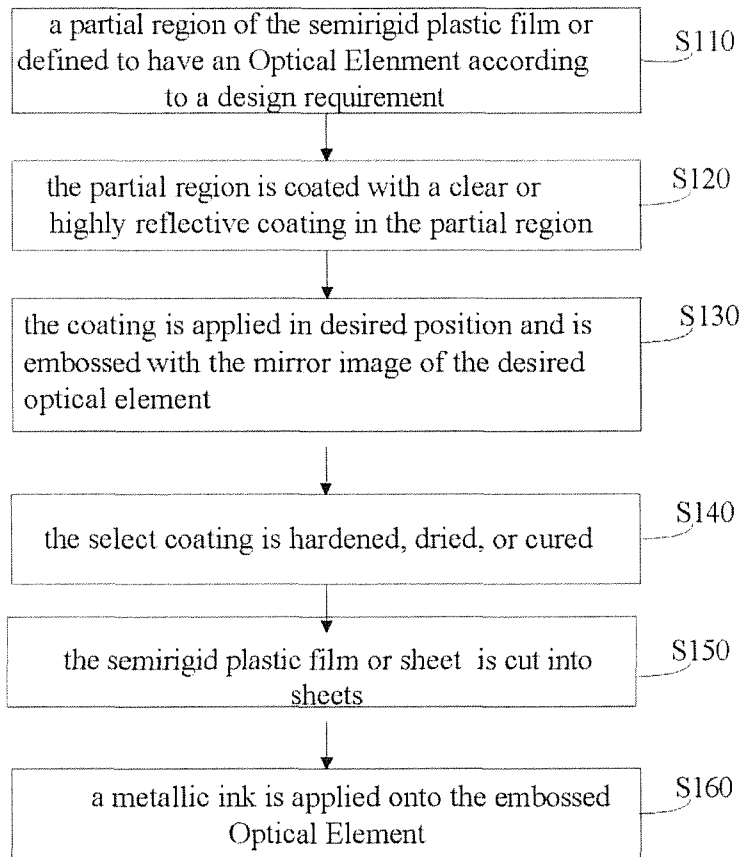 a partial region of the semirigid plastic film or
defined to have an Optical Elenment according
to a design requirement
S110
the partial region is coated with a clear or
highly reflective coating in the partial region
S120
the coating is applied in desired position and is
embossed with the mirror image of the desired
optical element
S130
the select coating is hardened, dried, or cured
S140
the semirigid plastic film or sheet is cut into
sheets
S150
a metallic ink is applied onto the embossed
Optical Element
S160